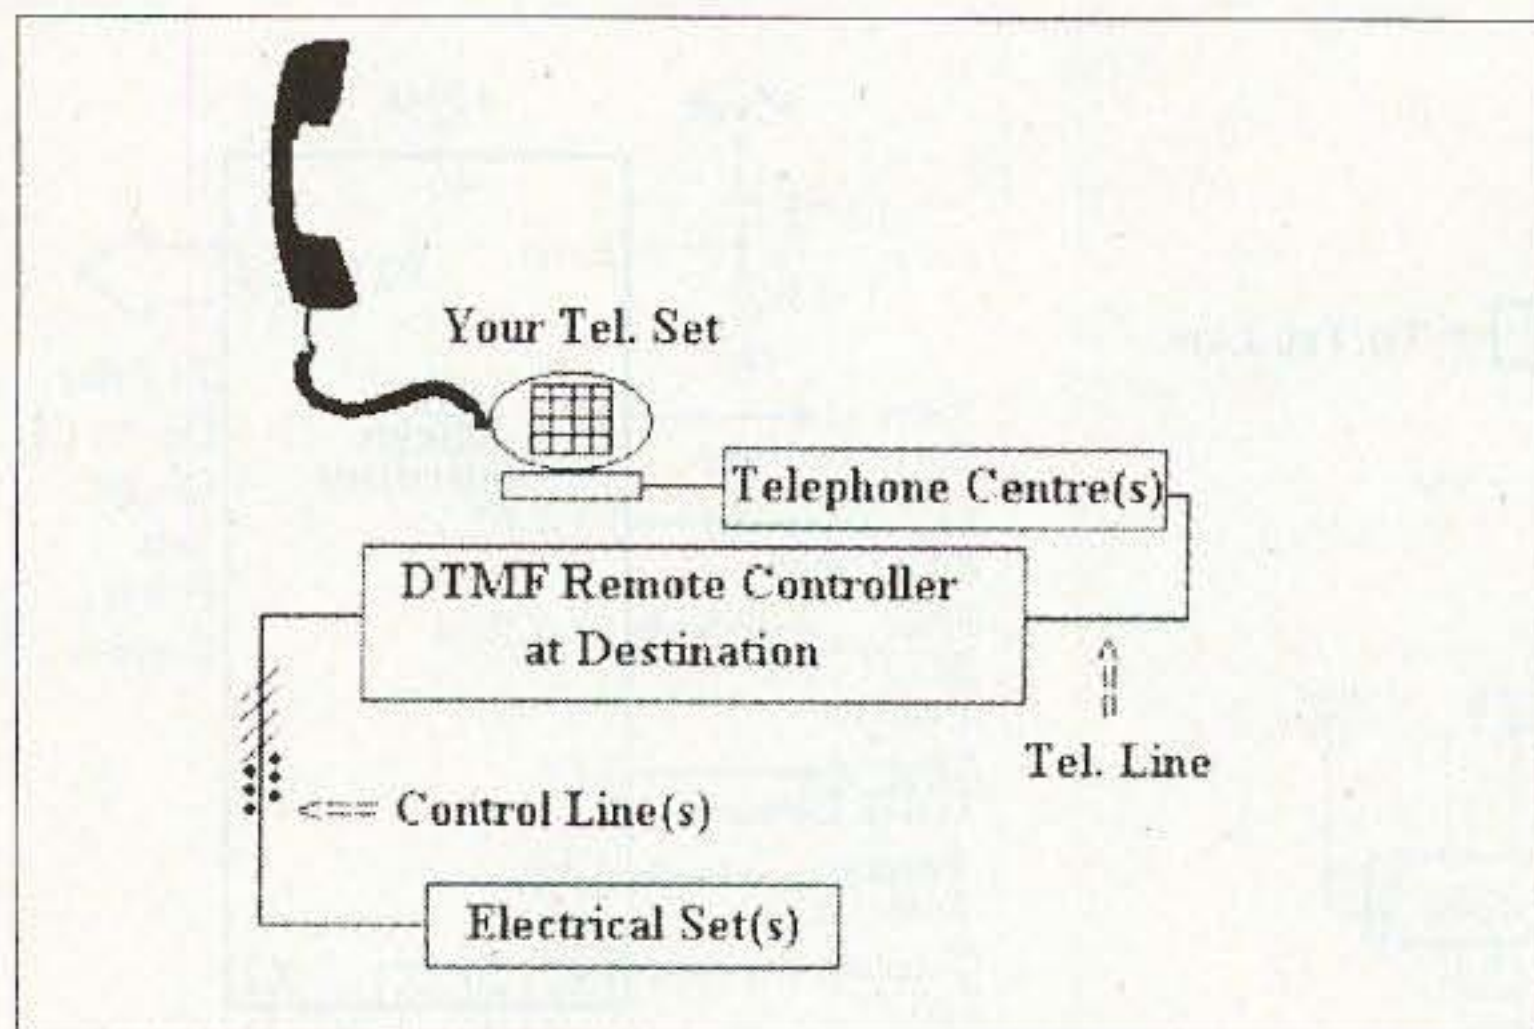 Your Tel. Set
Telephone Centre(s)
DTMF Remote Controller
at Destination
Tel. Line
<== Control Line(s)
Electrical Set(s)